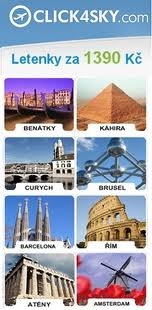 CLICK4SKY.com
Letenky za 1390 Kč
BENÁTKY KÁHIRA
CURYCH BRUSEL
BARCELONA ŘÍM
ATÉNY AMSTERDAM